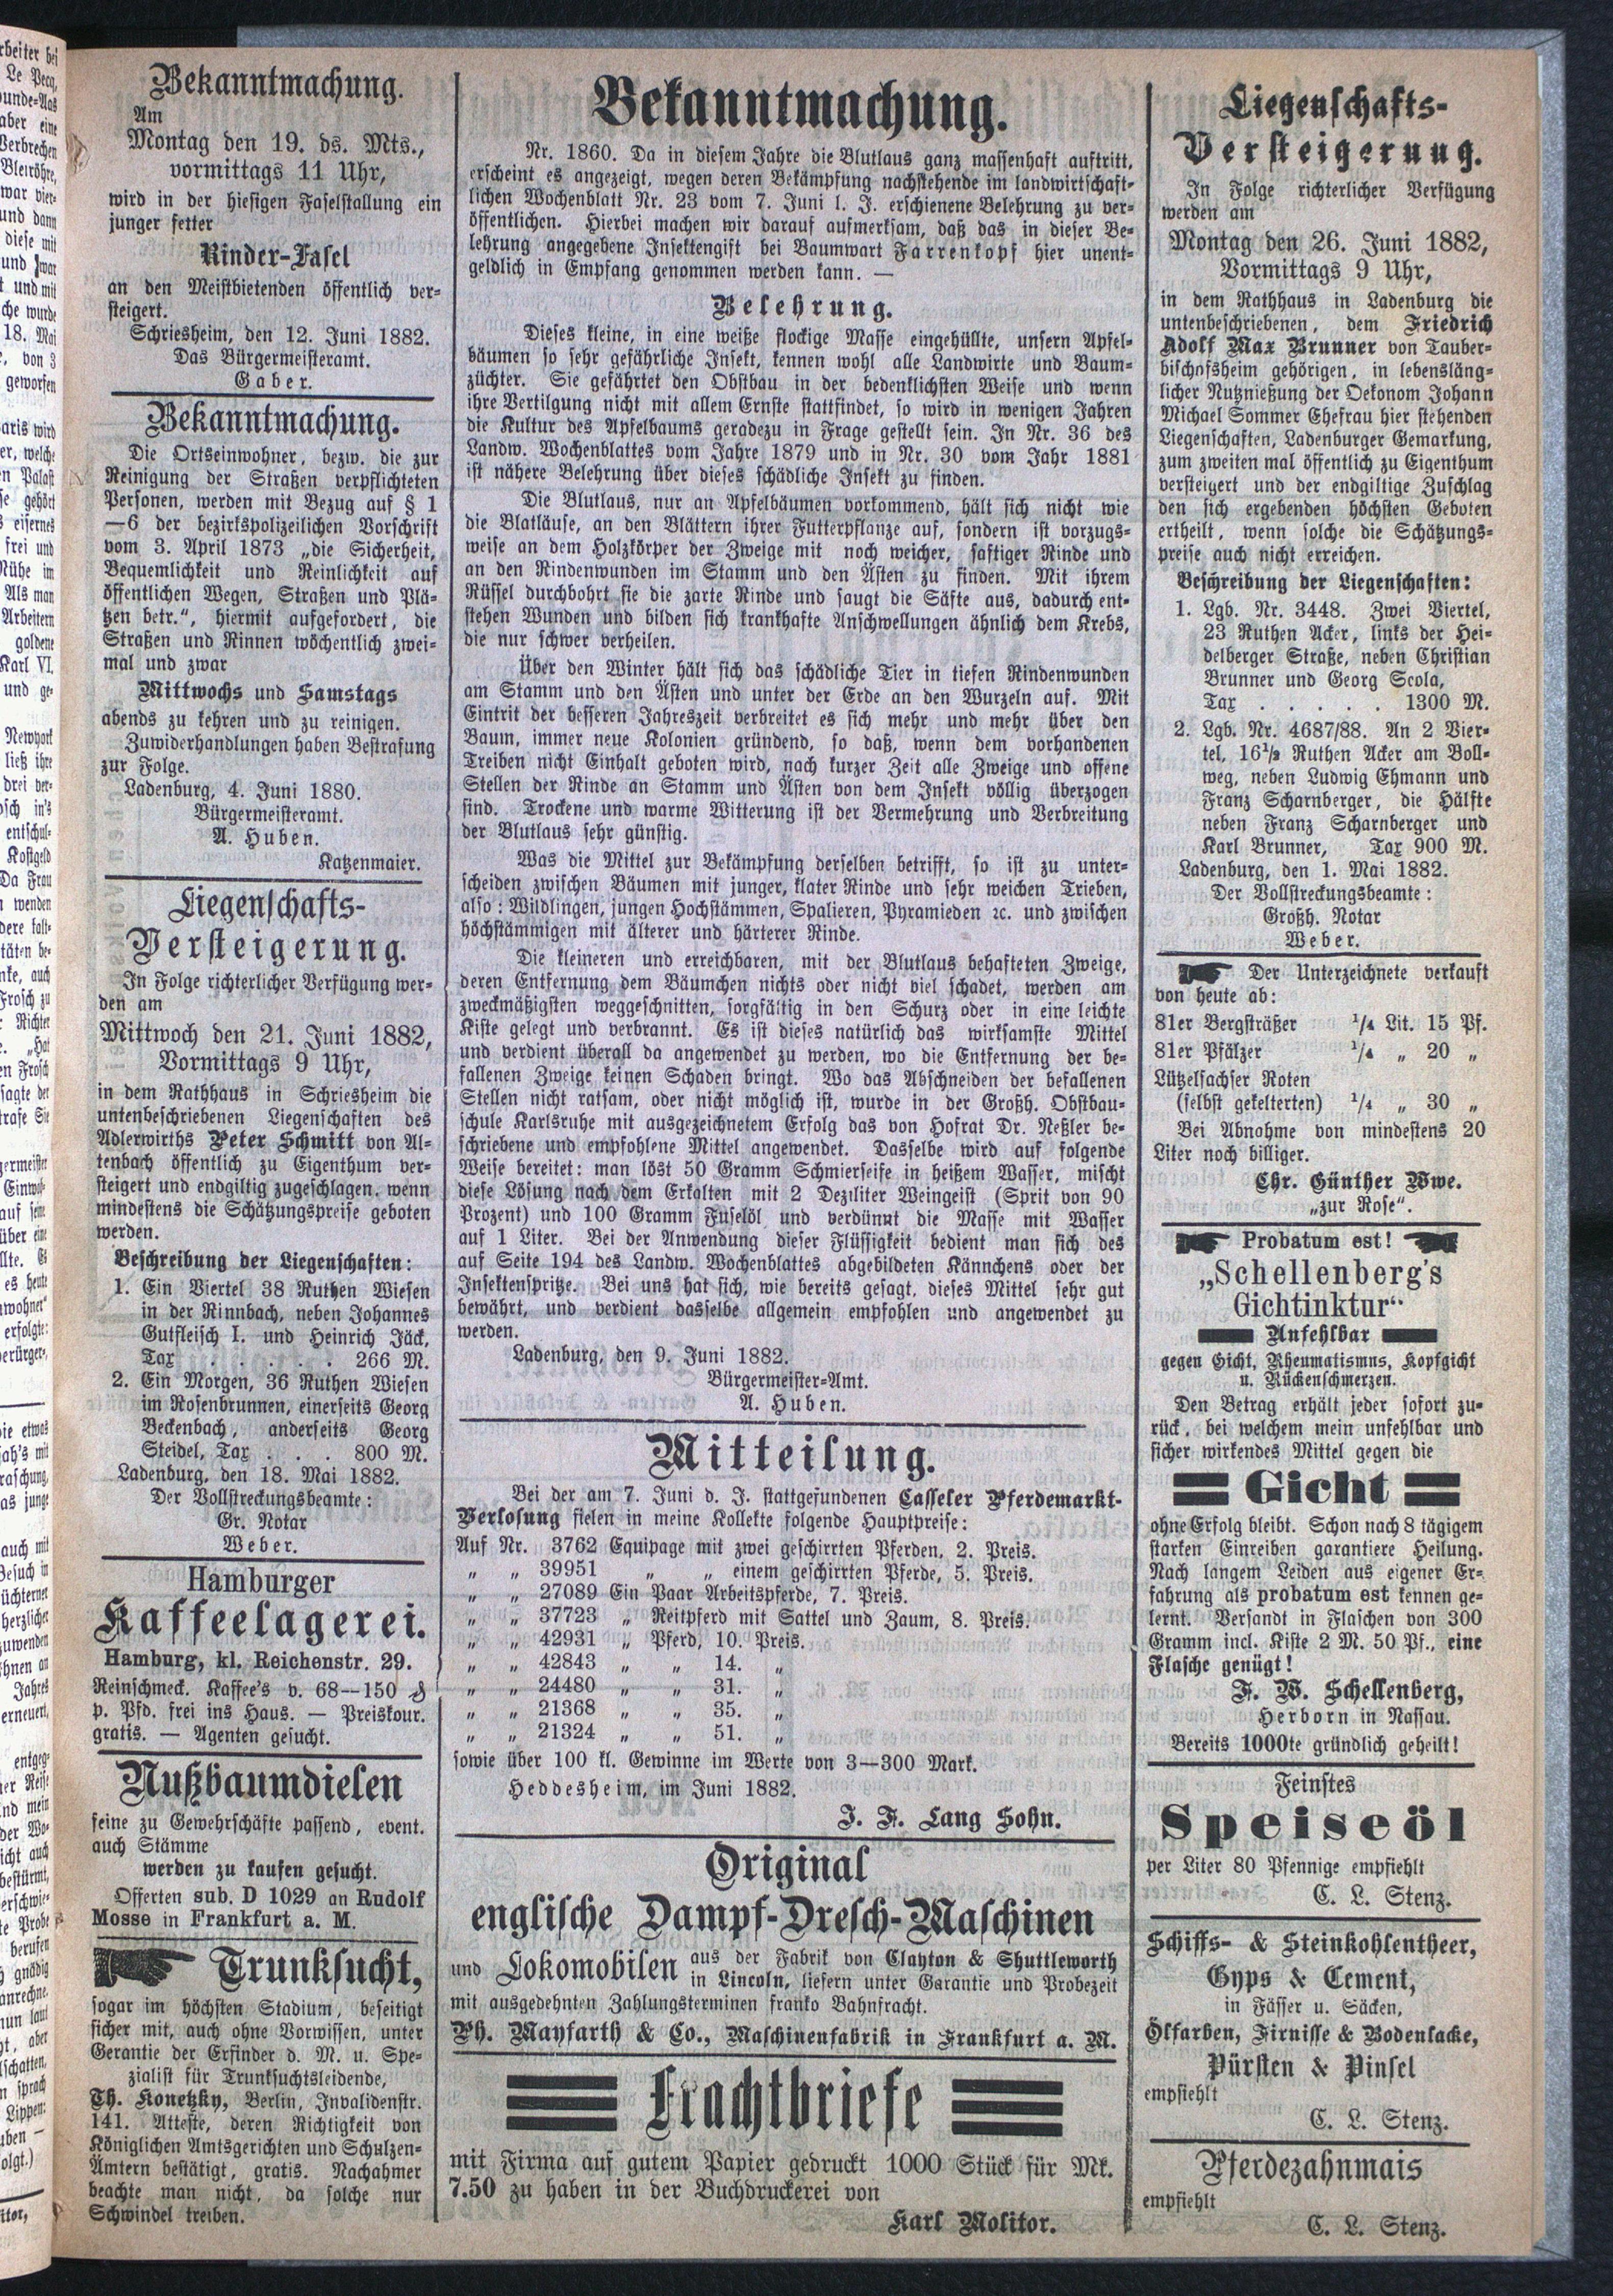 Bekanntmachung.
Am
Montag den 19. ds. Mts.,
vormittags 11 Uhr,
wird in der hiesigen Faselstallung ein
junger fetter
Rinder-Fasel
an den Meistbietenden öffentlich ver-
steigert.
Schriesheim, den 12. Juni 1882.
Das Bürgermeisteramt.
Gaber.
Bekanntmachung.
Die Ortseinwohner, bezw. die zur
Reinigung der Straßen verpflichteten
Personen, werden mit Bezug auf § 1
—6 der bezirkspolizeilichen Vorschrift
vom 3. April 1873 „die Sicherheit,
Bequemlichkeit und Reinlichkeit auf
öffentlichen Wegen, Straßen und Plä-
tzen betr.", hiermit aufgefordert, die
Straßen und Rinnen wöchentlich zwei-
mal und zwar
Mittwochs und Samstags
abends zu kehren und zu reinigen.
Zuwiderhandlungen haben Bestrafung
zur Folge.
Ladenburg, 4. Juni 1880.
Bürgermeisteramt.
A. Huben.
Katzenmaier.
Liegenschafts-
Versteigerung.
In Folge richterlicher Verfügung wer-
den am
Mittwoch den 21. Juni 1882,
Vormittags 9 Uhr,
in dem Rathhaus in Schriesheim die
untenbeschriebenen Liegenschaften des
Adlerwirths Peter Schmitt von Al-
tenbach öffentlich zu Eigenthum ver-
steigert und endgiltig zugeschlagen, wenn
mindestens die Schätzungspreise geboten
werden.
Beschreibung der Liegenschaften:
1. Ein Viertel 38 Ruthen Wiesen
in der Rinnbach, neben Johannes
Gutfleisch I. und Heinrich Jäck,
Tax . . . . . . 266 M.
2. Ein Morgen, 36 Ruthen Wiesen
im Rosenbrunnen, einerseits Georg
Beckenbach, anderseits Georg
Steidel, Tax . . . 800 M.
Ladenburg, den 18. Mai 1882.
Der Vollstreckungsbeamte:
Gr. Notar
Weber.
Hamburger
Kaffeelagerei.
Hamburg, kl. Reichenstr. 29.
Reinschmeck. Kaffee's v. 68—150 ₰
p. Pfd. frei ins Haus. — Preiskour.
gratis. — Agenten gesucht.
Nußbaumdielen
feine zu Gewehrschäfte passend, event.
auch Stämme
werden zu kaufen gesucht.
Offerten sub. D 1029 an Rudolf
Mosse in Frankfurt a. M.
Trunksucht,
sogar im höchsten Stadium, beseitigt
sicher mit, auch ohne Vorwissen, unter
Gerantie der Erfinder d. M. u. Spe-
zialist für Trunksuchtsleidende,
Th. Konetzky, Berlin, Invalidenstr.
141. Atteste, deren Richtigkeit von
Königlichen Amtsgerichten und Schulzen-
Ämtern bestätigt, gratis. Nachahmer
beachte man nicht, da solche nur
Schwindel treiben.
Bekanntmachung.
Nr. 1860. Da in diesem Jahre die Blutlaus ganz massenhaft auftritt,
erscheint es angezeigt, wegen deren Bekämpfung nachstehende im landwirtschaft-
lichen Wochenblatt Nr. 23 vom 7. Juni l. J. erschienene Belehrung zu ver-
öffentlichen. Hierbei machen wir darauf aufmerksam, daß das in dieser Be-
lehrung angegebene Insektengift bei Baumwart Farrenkopf hier unent-
geldlich in Empfang genommen werden kann. —
Belehrung.
Dieses kleine, in eine weiße flockige Masse eingehüllte, unsern Apfel-
bäumen so sehr gefährliche Insekt, kennen wohl alle Landwirte und Baum-
züchter. Sie gefährtet den Obstbau in der bedenklichsten Weise und wenn
ihre Vertilgung nicht mit allem Ernste stattfindet, so wird in wenigen Jahren
die Kultur des Apfelbaums geradezu in Frage gestellt sein. In Nr. 36 des
Landw. Wochenblattes vom Jahre 1879 und in Nr. 30 vom Jahr 1881
ist nähere Belehrung über dieses schädliche Insekt zu finden.
Die Blutlaus, nur an Apfelbäumen vorkommend, hält sich nicht wie
die Blatläuse, an den Blättern ihrer Futterpflanze auf, sondern ist vorzugs-
weise an dem Holzkörper der Zweige mit noch weicher, saftiger Rinde und
an den Rindenwunden im Stamm und den Ästen zu finden. Mit ihrem
Rüssel durchbohrt sie die zarte Rinde und saugt die Säfte aus, dadurch ent-
stehen Wunden und bilden sich krankhafte Anschwellungen ähnlich dem Krebs,
die nur schwer verheilen.
Über den Winter hält sich das schädliche Tier in tiefen Rindenwunden
am Stamm und den Ästen und unter der Erde an den Wurzeln auf. Mit
Eintrit der besseren Jahreszeit verbreitet es sich mehr und mehr über den
Baum, immer neue Kolonien gründend, so daß, wenn dem vorhandenen
Treiben nicht Einhalt geboten wird, nach kurzer Zeit alle Zweige und offene
Stellen der Rinde an Stamm und Ästen von dem Insekt völlig überzogen
sind. Trockene und warme Witterung ist der Vermehrung und Verbreitung
der Blutlaus sehr günstig.
Was die Mittel zur Bekämpfung derselben betrifft, so ist zu unter-
scheiden zwischen Bäumen mit junger, klater Rinde und sehr weichen Trieben,
also: Wildlingen, jungen Hochstämmen, Spalieren, Pyramieden ꝛc. und zwischen
höchstämmigen mit älterer und härterer Rinde.
Die kleineren und erreichbaren, mit der Blutlaus behafteten Zweige,
deren Entfernung dem Bäumchen nichts oder nicht viel schadet, werden am
zweckmäßigsten weggeschnitten, sorgfältig in den Schurz oder in eine leichte
Kiste gelegt und verbrannt. Es ist dieses natürlich das wirksamste Mittel
und verdient überall da angewendet zu werden, wo die Entfernung der be-
fallenen Zweige keinen Schaden bringt. Wo das Abschneiden der befallenen
Stellen nicht ratsam, oder nicht möglich ist, wurde in der Großh. Obstbau-
schule Karlsruhe mit ausgezeichnetem Erfolg das von Hofrat Dr. Neßler be-
schriebene und empfohlene Mittel angewendet. Dasselbe wird auf folgende
Weise bereitet: man löst 50 Gramm Schmierseife in heißem Wasser, mischt
diese Lösung nach dem Erkalten mit 2 Deziliter Weingeist (Sprit von 90
Prozent) und 100 Gramm Fuselöl und verdünnt die Masse mit Wasser
auf 1 Liter. Bei der Anwendung dieser Flüssigkeit bedient man sich des
auf Seite 194 des Landw. Wochenblattes abgebildeten Kännchens oder der
Insektenspritze. Bei uns hat sich, wie bereits gesagt, dieses Mittel sehr gut
bewährt, und verdient dasselbe allgemein empfohlen und angewendet zu
werden.
Ladenburg, den 9. Juni 1882.
Bürgermeister-Amt.
A. Huben.
Mitteilung.
Bei der am 7. Juni d. J. stattgefundenen Casseler Pferdemarkt-
Verlosung fielen in meine Kollekte folgende Hauptpreise:
Auf Nr. 3762 Equipage mit zwei geschirrten Pferden, 2. Preis.
„ „ 39951 „ „ einem geschirrten Pferde, 5. Preis.
„ „ 27089 Ein Paar Arbeitspferde, 7. Preis.
„ „ 37723 „ Reitpferd mit Sattel und Zaum, 8. Preis.
„ „ 42931 „ Pferd, 10. Preis.
„ „ 42843 „ „ 14. „
„ „ 24480 „ „ 31. „
„ „ 21368 „ „ 35. „
„ „ 21324 „ „ 51. „
sowie über 100 kl. Gewinne im Werte von 3—300 Mark.
Heddesheim, im Juni 1882.
J. F. Lang Sohn.
Original
englische Dampf-Dresch-Maschinen
und Lokomobilen aus der Fabrik von Clayton & Shuttleworth
in Lincoln, liefern unter Garantie und Probezeit
mit ausgedehnten Zahlungsterminen franko Bahnfracht.
Ph. Mayfarth & Co., Maschinenfabrik in Frankfurt a. M.
Frachtbriefe
mit Firma auf gutem Papier gedruckt 1000 Stück für Mk.
7.50 zu haben in der Buchdruckerei von
Karl Molitor.
Liegenschafts-
Versteigerung.
In Folge richterlicher Verfügung
werden am
Montag den 26. Juni 1882,
Vormittags 9 Uhr,
in dem Rathhaus in Ladenburg die
untenbeschriebenen, dem Friedrich
Adolf Max Brunner von Tauber-
bischofsheim gehörigen, in lebensläng-
licher Nutznießung der Oekonom Johann
Michael Sommer Ehefrau hier stehenden
Liegenschaften, Ladenburger Gemarkung,
zum zweiten mal öffentlich zu Eigenthum
versteigert und der endgiltige Zuschlag
den sich ergebenden höchsten Geboten
ertheilt, wenn solche die Schätzungs-
preise auch nicht erreichen.
Beschreibung der Liegenschaften:
1. Lgb. Nr. 3448. Zwei Viertel,
23 Ruthen Acker, links der Hei-
delberger Straße, neben Christian
Brunner und Georg Scola,
Tax . . . . . 1300 M.
2. Lgb. Nr. 4687/88. An 2 Vier-
tel, 16½ Ruthen Acker am Boll-
weg, neben Ludwig Ehmann und
Franz Scharnberger, die Hälfte
neben Franz Scharnberger und
Karl Brunner, Tax 900 M.
Ladenburg, den 1. Mai 1882.
Der Vollstreckungsbeamte:
Großh. Notar
Weber.
Der Unterzeichnete verkauft
von heute ab:
81er Bergsträßer ¼ Lit. 15 Pf.
81er Pfälzer ¼ „ 20 „
Lützelsachser Roten
(selbst gekelterten) ¼ „ 30 „
Bei Abnahme von mindestens 20
Liter noch billiger.
Chr. Günther Wwe.
„zur Rose".
Probatum est!
„Schellenberg's
Gichtinktur"
Unfehlbar
gegen Gicht, Rheumatismns, Kopfgicht
u. Rückenschmerzen.
Den Betrag erhält jeder sofort zu-
rück, bei welchem mein unfehlbar und
sicher wirkendes Mittel gegen die
Gicht
ohne Erfolg bleibt. Schon nach 8 tägigem
starken Einreiben garantiere Heilung.
Nach langem Leiden aus eigener Er-
fahrung als probatum est kennen ge-
lernt. Versandt in Flaschen von 300
Gramm incl. Kiste 2 M. 50 Pf., eine
Flasche genügt!
F. W. Schellenberg,
Herborn in Nassau.
Bereits 1000te gründlich geheilt!
Feinstes
Speiseöl
per Liter 80 Pfennige empfiehlt
C. L. Stenz.
Schiffs- & Steinkohlentheer,
Gyps & Cement,
in Fässer u. Säcken,
Ölfarben, Firnisse & Bodenlacke,
Pürsten & Pinsel
empfiehlt
C. L. Stenz.
Pferdezahnmais
empfiehlt
C. L. Stenz.